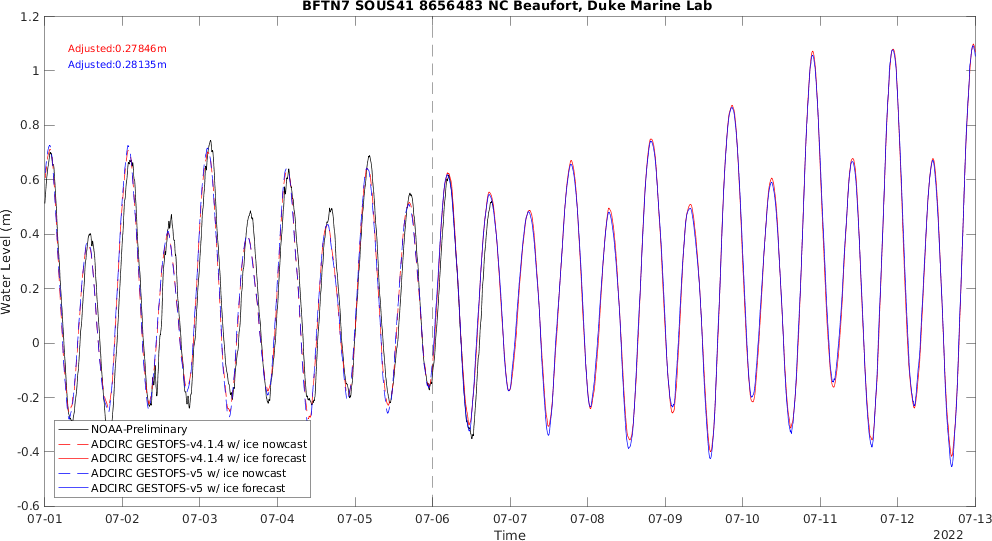 BFTN7 SOUS41 8656483 NC Beaufort, Duke Marine Lab
1.2
1
0.8
0.6
0.4
0.2
0
-0.2
-0.4
-0.6
Water Level (m)
Adjusted:0.27846m
Adjusted:0.28135m
NOAA-Preliminary
ADCIRC GESTOFS-v4.1.4 w/ ice nowcast
ADCIRC GESTOFS-v4.1.4 w/ ice forecast
ADCIRC GESTOFS-v5 w/ ice nowcast
ADCIRC GESTOFS-v5 w/ ice forecast
07-01 07-02 07-03 07-04 07-05 07-06 07-07 07-08 07-09 07-10 07-11 07-12 07-13
Time
2022